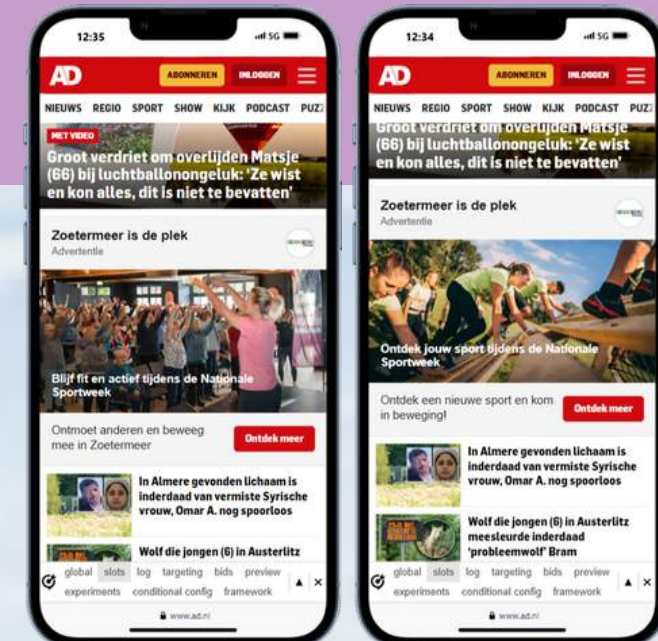 12:35
5G
AD
ABONNEREN
INLOGGEN
NIEUWS REGIO SPORT SHOW KIJK PODCAST PUZZ
MET VIDEO
Groot verdriet om overlijden Matsje
(66) bij luchtballonongeluk: ‘Ze wist
en kon alles, dit is niet te bevatten’
Zoetermeer is de plek
Advertentie
Blijf fit en actief tijdens de Nationale
Sportweek
Ontmoet anderen en beweeg
mee in Zoetermeer
Ontdek meer
In Almere gevonden lichaam is
inderdaad van vermiste Syrische
vrouw, Omar A. nog spoorloos
Wolf die jongen (6) in Austerlitz
global slots log targeting bids preview
experiments conditional config framework
www.ad.nl
12:34
5G
AD
ABONNEREN
INLOGGEN
NIEUWS REGIO SPORT SHOW KIJK PODCAST PUZ
Groot verdriet om overlijden Matsje
(66) bij luchtballonongeluk: ‘Ze wist
en kon alles, dit is niet te bevatten’
Zoetermeer is de plek
Advertentie
Ontdek jouw sport tijdens de Nationale
Sportweek
Ontdek een nieuwe sport en kom
in beweging!
Ontdek meer
In Almere gevonden lichaam is
inderdaad van vermiste Syrische
vrouw, Omar A. nog spoorloos
Wolf die jongen (6) in Austerlitz
meesleurde inderdaad
‘probleemwolf’ Bram
global slots log targeting bids preview
experiments conditional config framework
www.ad.nl